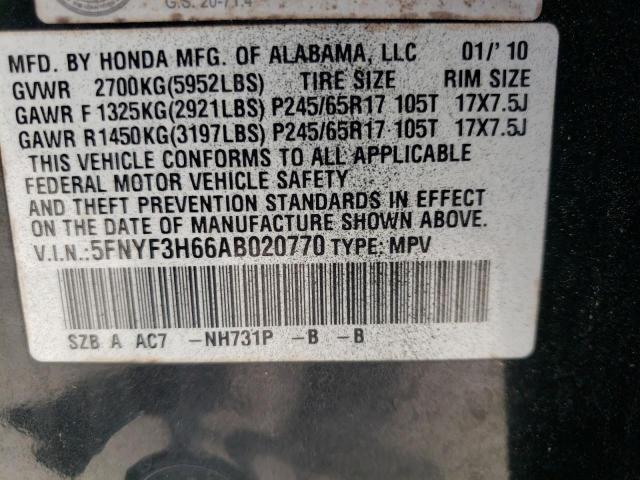 G.S. 20-71.4
MFD. BY HONDA MFG. OF ALABAMA, LLC 01/'10
GVWR 2700KG(5952LBS) TIRE SIZE RIM SIZE
GAWR F 1325KG(2921LBS) P245/65R17 105T 17X7.5J
GAWR R1450KG(3197LBS) P245/65R17 105T 17X7.5J
THIS VEHICLE CONFORMS TO ALL APPLICABLE
FEDERAL MOTOR VEHICLE SAFETY
AND THEFT PREVENTION STANDARDS IN EFFECT
ON THE DATE OF MANUFACTURE SHOWN ABOVE.
V.I.N.:5FNYF3H66AB020770 TYPE: MPV
SZB A AC7 -NH731P -B -B